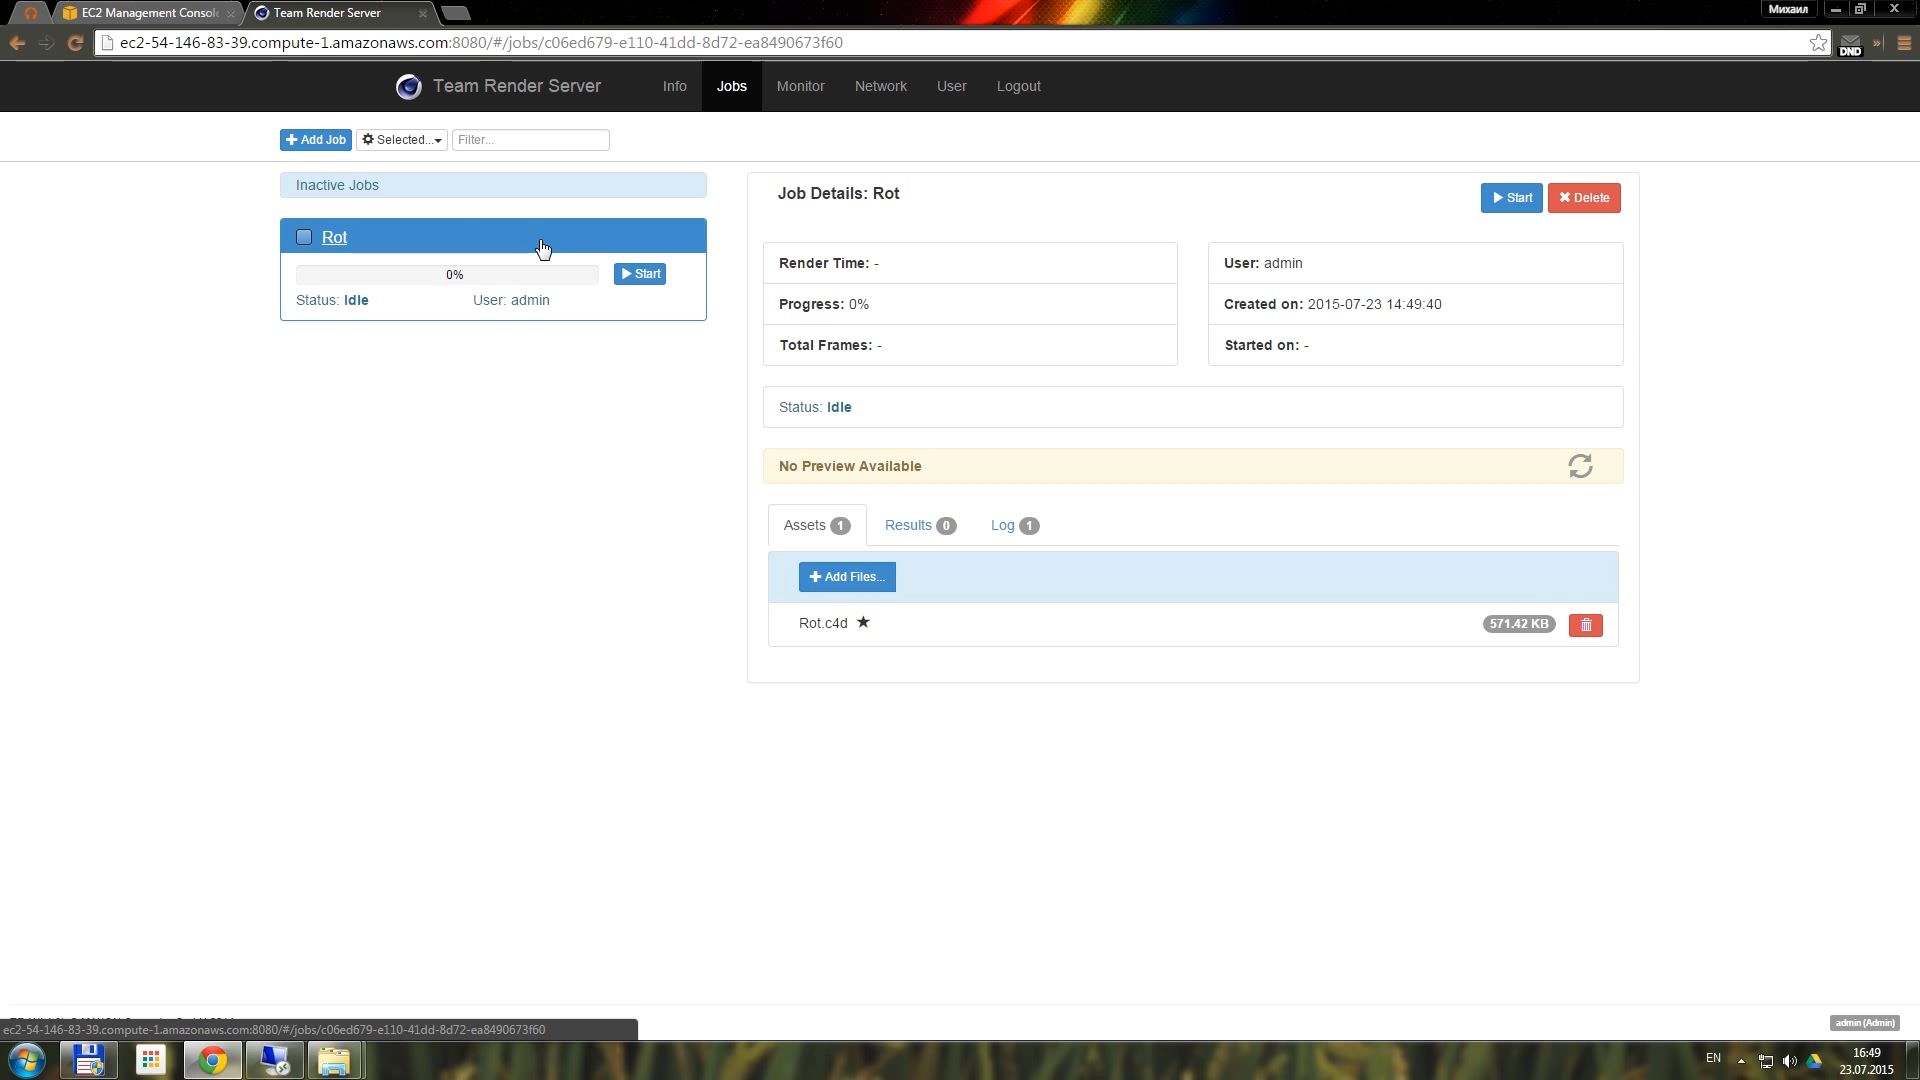 EC2 Management Consol
Team Render Server
Михаил
ec2-54-146-83-39.compute-1.amazonaws.com:8080/#/jobs/c06ed679-e110-41dd-8d72-ea8490673f60
DND
Team Render Server
Info
Jobs
Monitor
Network
User
Logout
Add Job
Selected...
Filter...
Inactive Jobs
Rot
0%
Start
Status: Idle
User: admin
Job Details: Rot
Start
Delete
Render Time: -
User: admin
Progress: 0%
Created on: 2015-07-23 14:49:40
Total Frames: -
Started on: -
Status: Idle
No Preview Available
Assets 1
Results 0
Log 1
Add Files...
Rot.c4d ★
571.42 KB
ec2-54-146-83-39.compute-1.amazonaws.com:8080/#/jobs/c06ed679-e110-41dd-8d72-ea8490673f60
admin (Admin)
EN
16:49
23.07.2015